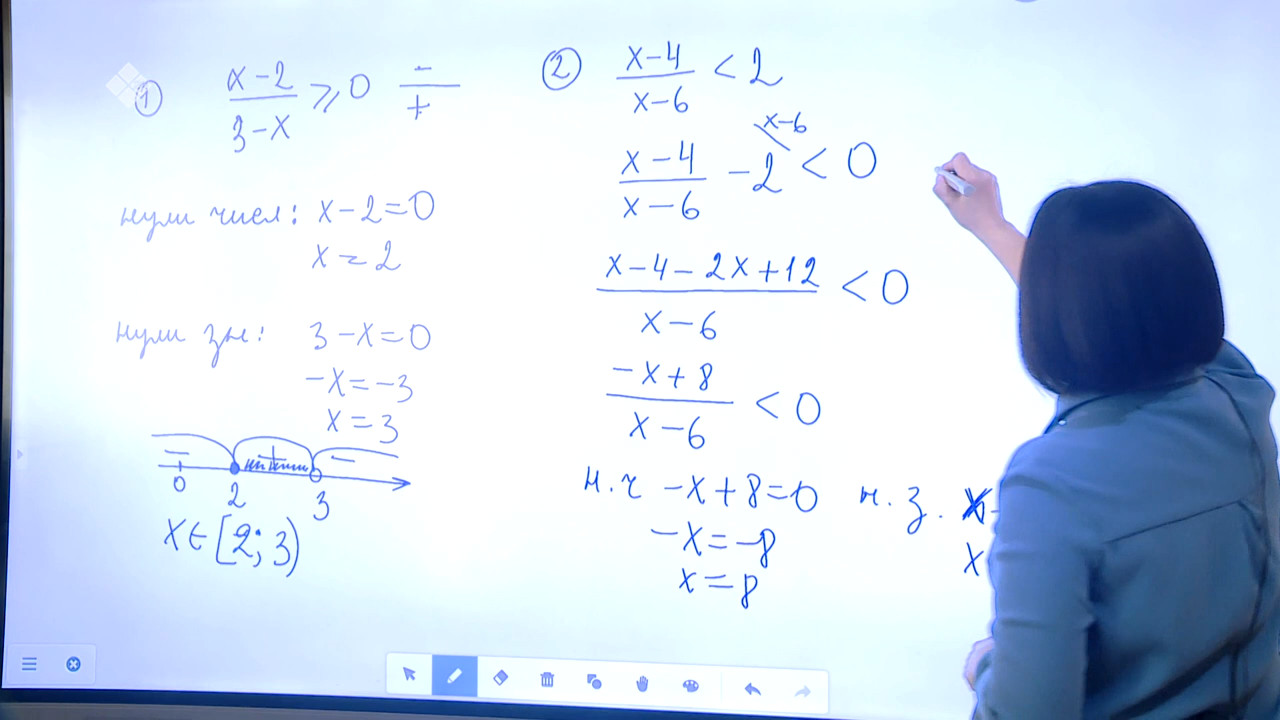 ① (x-2)/(3-x) ⩾ 0 -/+
нули числ: x-2=0
x=2
нули зн: 3-x=0
-x=-3
x=3
- + -
0 2 3
x∈[2;3)
② (x-4)/(x-6) < 2
(x-4)/(x-6) - 2 \ x-6 < 0
(x-4-2x+12)/(x-6) < 0
(-x+8)/(x-6) < 0
н.ч -x+8=0
-x=-8
x=8
н.з.
x